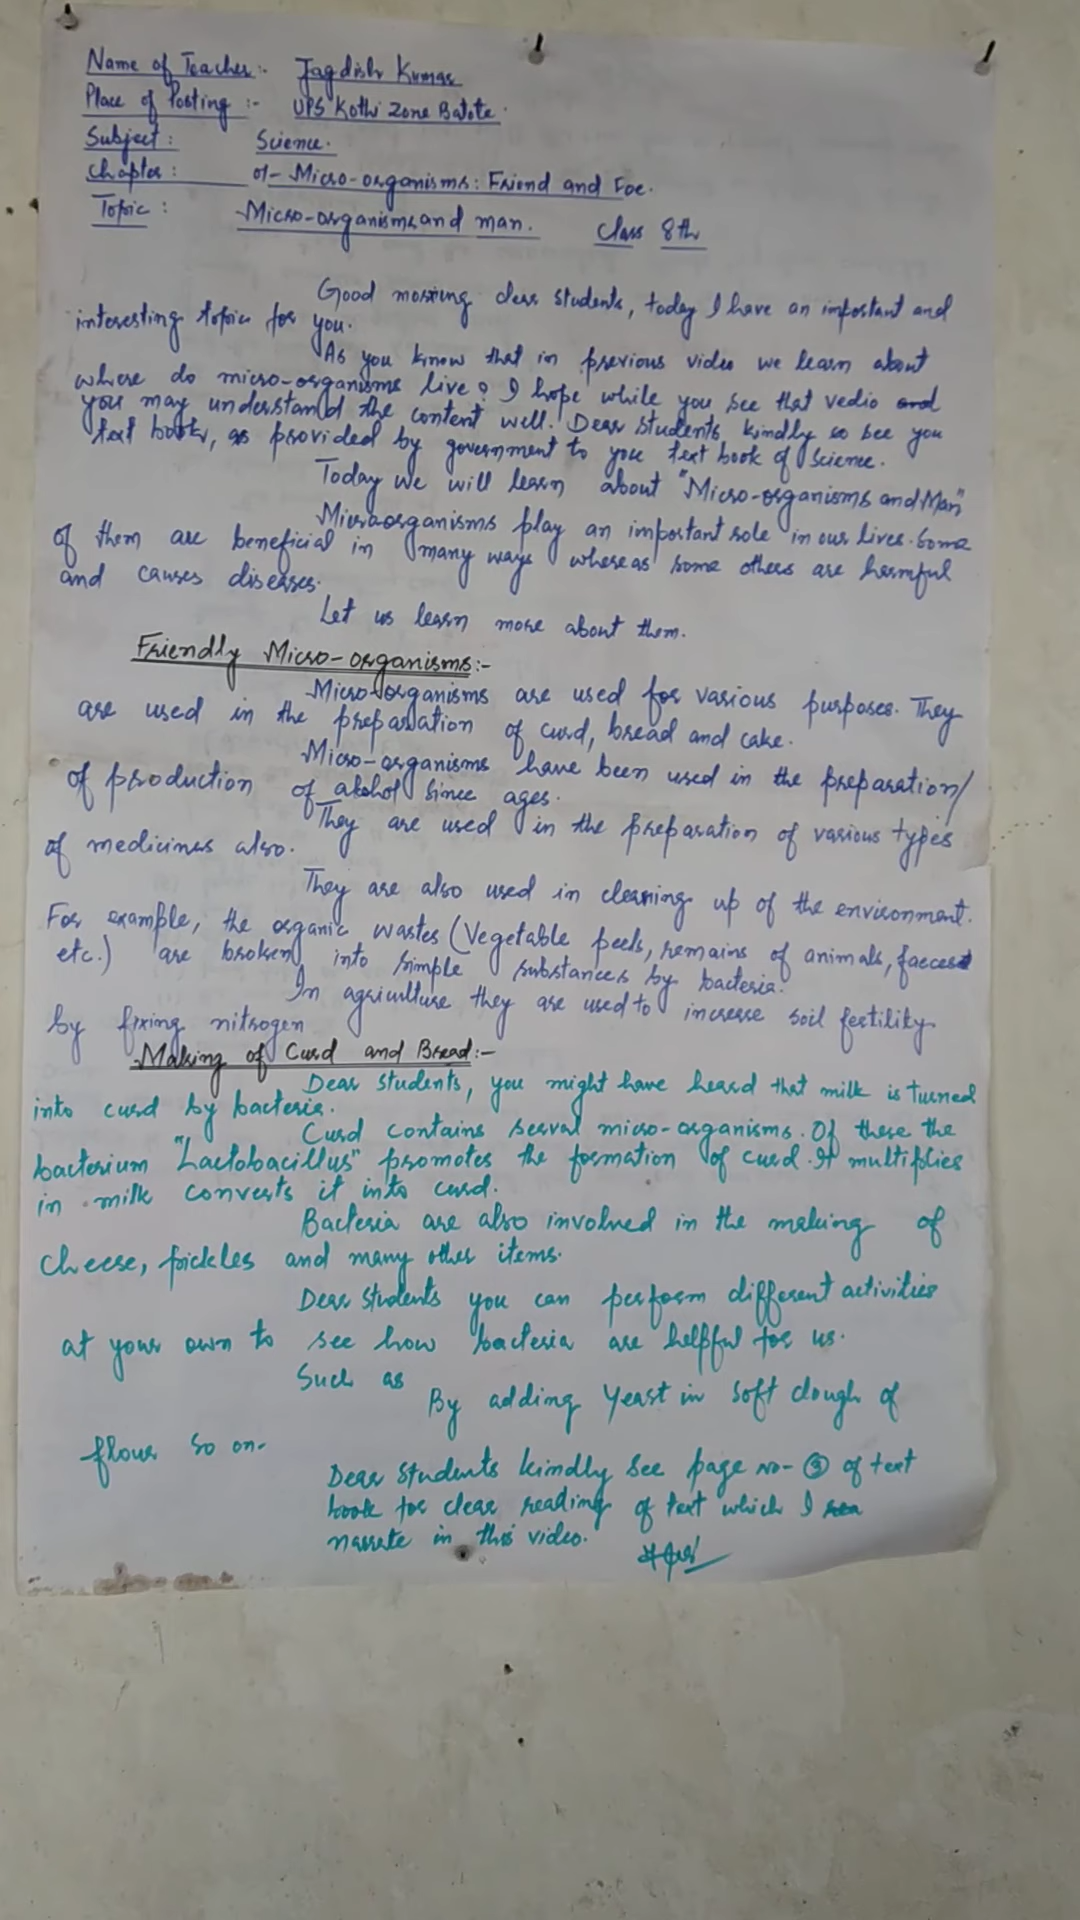 Name of Teacher:- Jagdish Kumar
Place of Posting :- UPS Kothi Zone Batote.
Subject : Science.
Chapter : 01- Micro-organisms: Friend and Foe.
Topic : Micro-organisms and man. Class 8th
Good morning dear students, today I have an important and
interesting topic for you.
As you know that in previous video we learn about
where do micro-organisms live? I hope while you see that vedio and
you may understand the content well. Dear Students kindly so see you
text book, as provided by government to you text book of Science.
Today we will learn about "Micro-organisms and Man"
Microorganisms play an important role in our lives. Some
of them are beneficial in many ways whereas some others are harmful
and causes diseases.
Let us learn more about them.
Friendly Micro-organisms:-
Micro-organisms are used for various purposes. They
are used in the preparation of curd, bread and cake.
Micro-organisms have been used in the preparation/
of production of akohol since ages.
They are used in the preparation of various types
of medicines also.
They are also used in cleaning up of the environment.
For example, the organic wastes (Vegetable peels, remains of animals, faeces
etc.) are broken into simple substances by bacteria.
In agriculture they are used to increase soil fertility
by fixing nitrogen
Making of Curd and Bread:-
Dear Students, you might have heard that milk is turned
into curd by bacteria.
Curd contains serval micro-organisms. Of these the
bacterium "Lactobacillus" promotes the formation of curd. It multiplies
in milk converts it into curd.
Bacteria are also involved in the making of
cheese, pickles and many other items.
Dear Students you can perform different activities
at your own to see how bacteria are helpful for us.
Such as
By adding yeast in soft dough of
flour so on-
Dear Students kindly see page no- 3 of text
book for clear reading of text which I
narrate in this video.